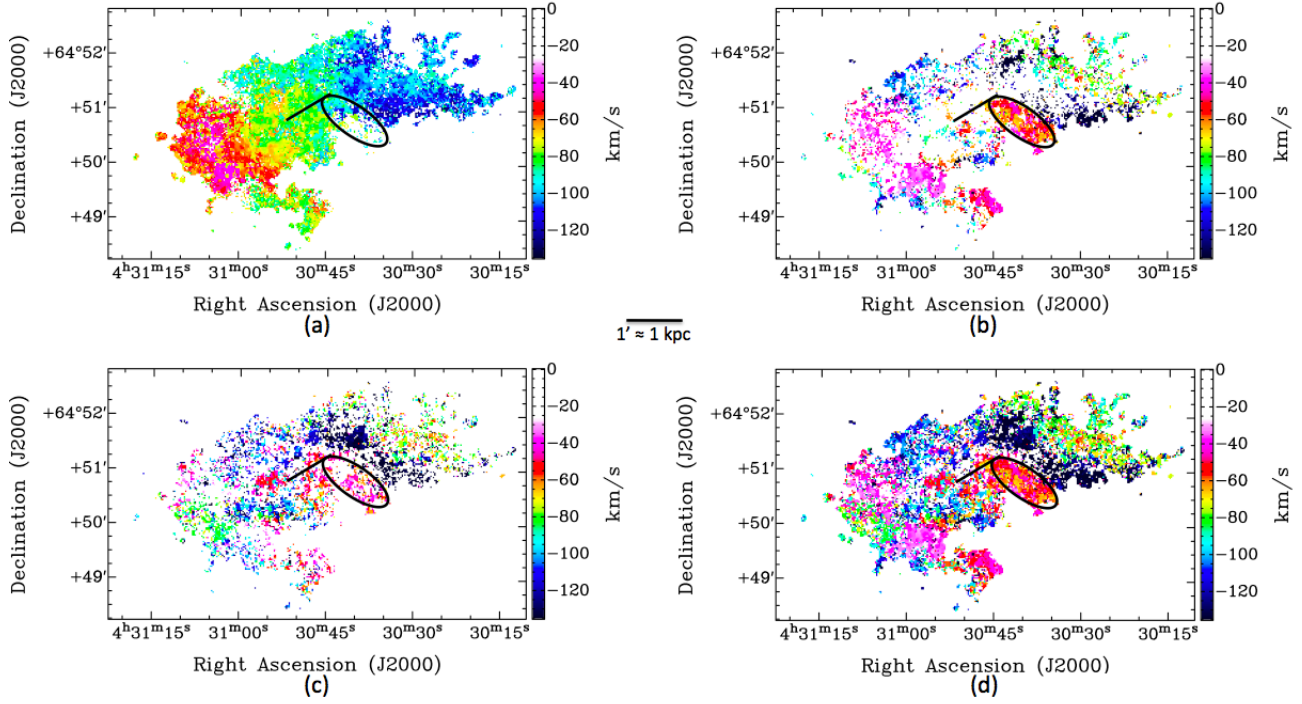 0
−20
−40
−60
−80
−100
−120
km/s
+64°52′
+51′
+50′
+49′
Declination (J2000)
4ʰ31ᵐ15ˢ 31ᵐ00ˢ 30ᵐ45ˢ 30ᵐ30ˢ 30ᵐ15ˢ
Right Ascension (J2000)
(a)
0
−20
−40
−60
−80
−100
−120
km/s
+64°52′
+51′
+50′
+49′
Declination (J2000)
4ʰ31ᵐ15ˢ 31ᵐ00ˢ 30ᵐ45ˢ 30ᵐ30ˢ 30ᵐ15ˢ
Right Ascension (J2000)
(b)
1′ ≈ 1 kpc
0
−20
−40
−60
−80
−100
−120
km/s
+64°52′
+51′
+50′
+49′
Declination (J2000)
4ʰ31ᵐ15ˢ 31ᵐ00ˢ 30ᵐ45ˢ 30ᵐ30ˢ 30ᵐ15ˢ
Right Ascension (J2000)
(c)
0
−20
−40
−60
−80
−100
−120
km/s
+64°52′
+51′
+50′
+49′
Declination (J2000)
4ʰ31ᵐ15ˢ 31ᵐ00ˢ 30ᵐ45ˢ 30ᵐ30ˢ 30ᵐ15ˢ
Right Ascension (J2000)
(d)